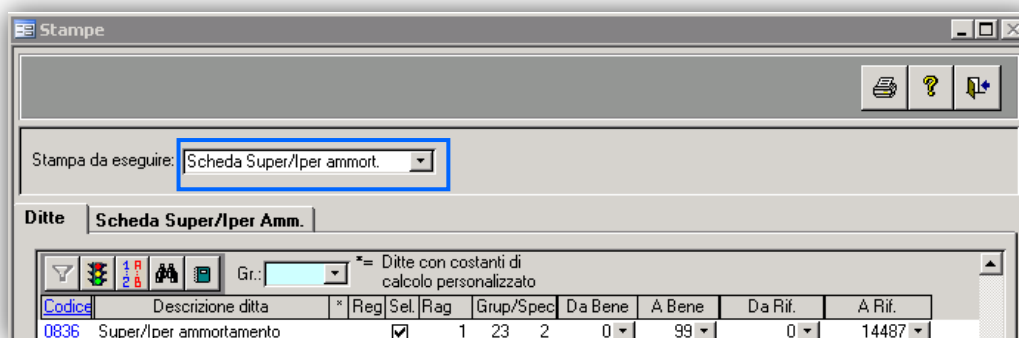 Stampe
Stampa da eseguire: Scheda Super/Iper ammort.
Ditte Scheda Super/Iper Amm.
Gr.: *= Ditte con costanti di
calcolo personalizzato
Codice Descrizione ditta * Reg Sel. Rag Grup/Spec Da Bene A Bene Da Rif. A Rif.
0836 Super/Iper ammortamento 1 23 2 0 99 0 14487